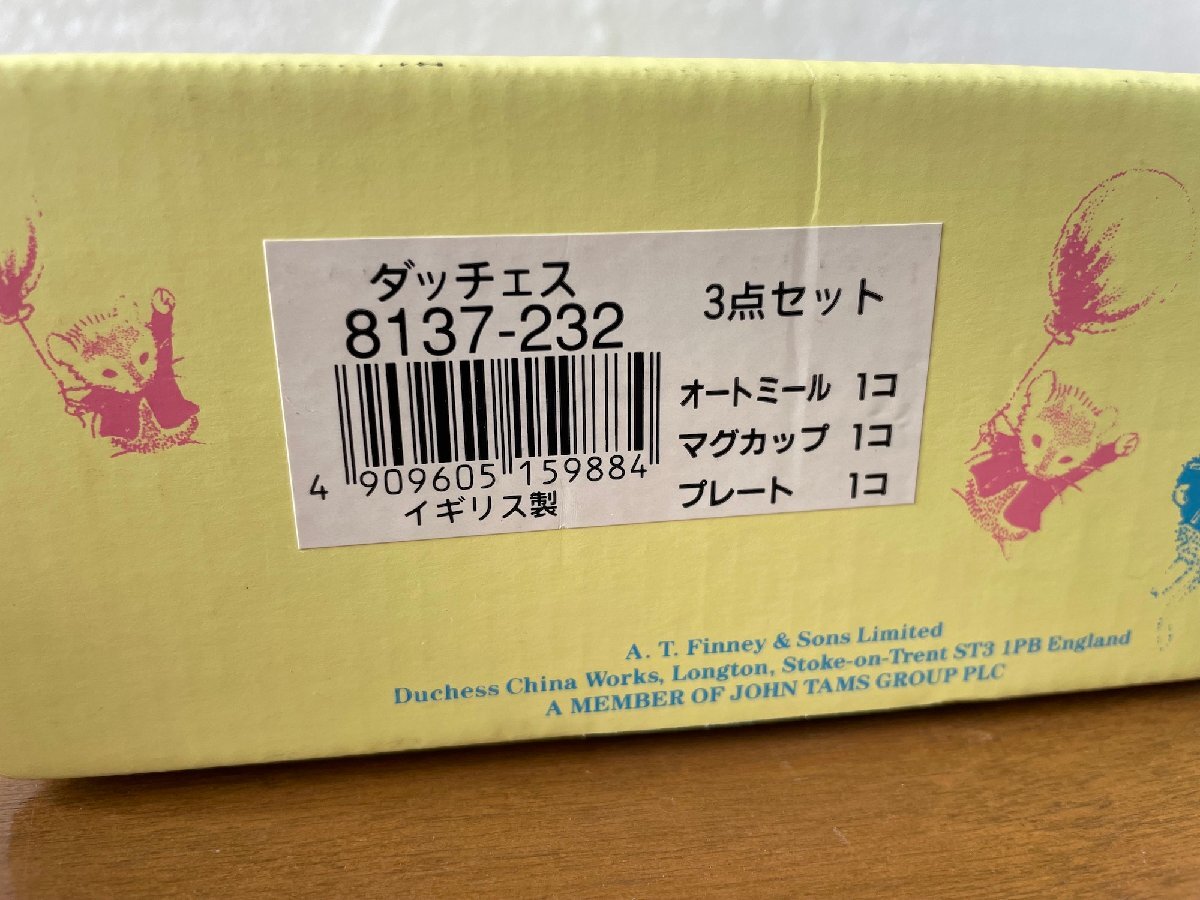 ダッチェス
8137-232
4 909605 159884
イギリス製
3点セット
オートミール 1コ
マグカップ 1コ
プレート 1コ
A. T. Finney & Sons Limited
Duchess China Works, Longton, Stoke-on-Trent ST3 1PB England
A MEMBER OF JOHN TAMS GROUP PLC